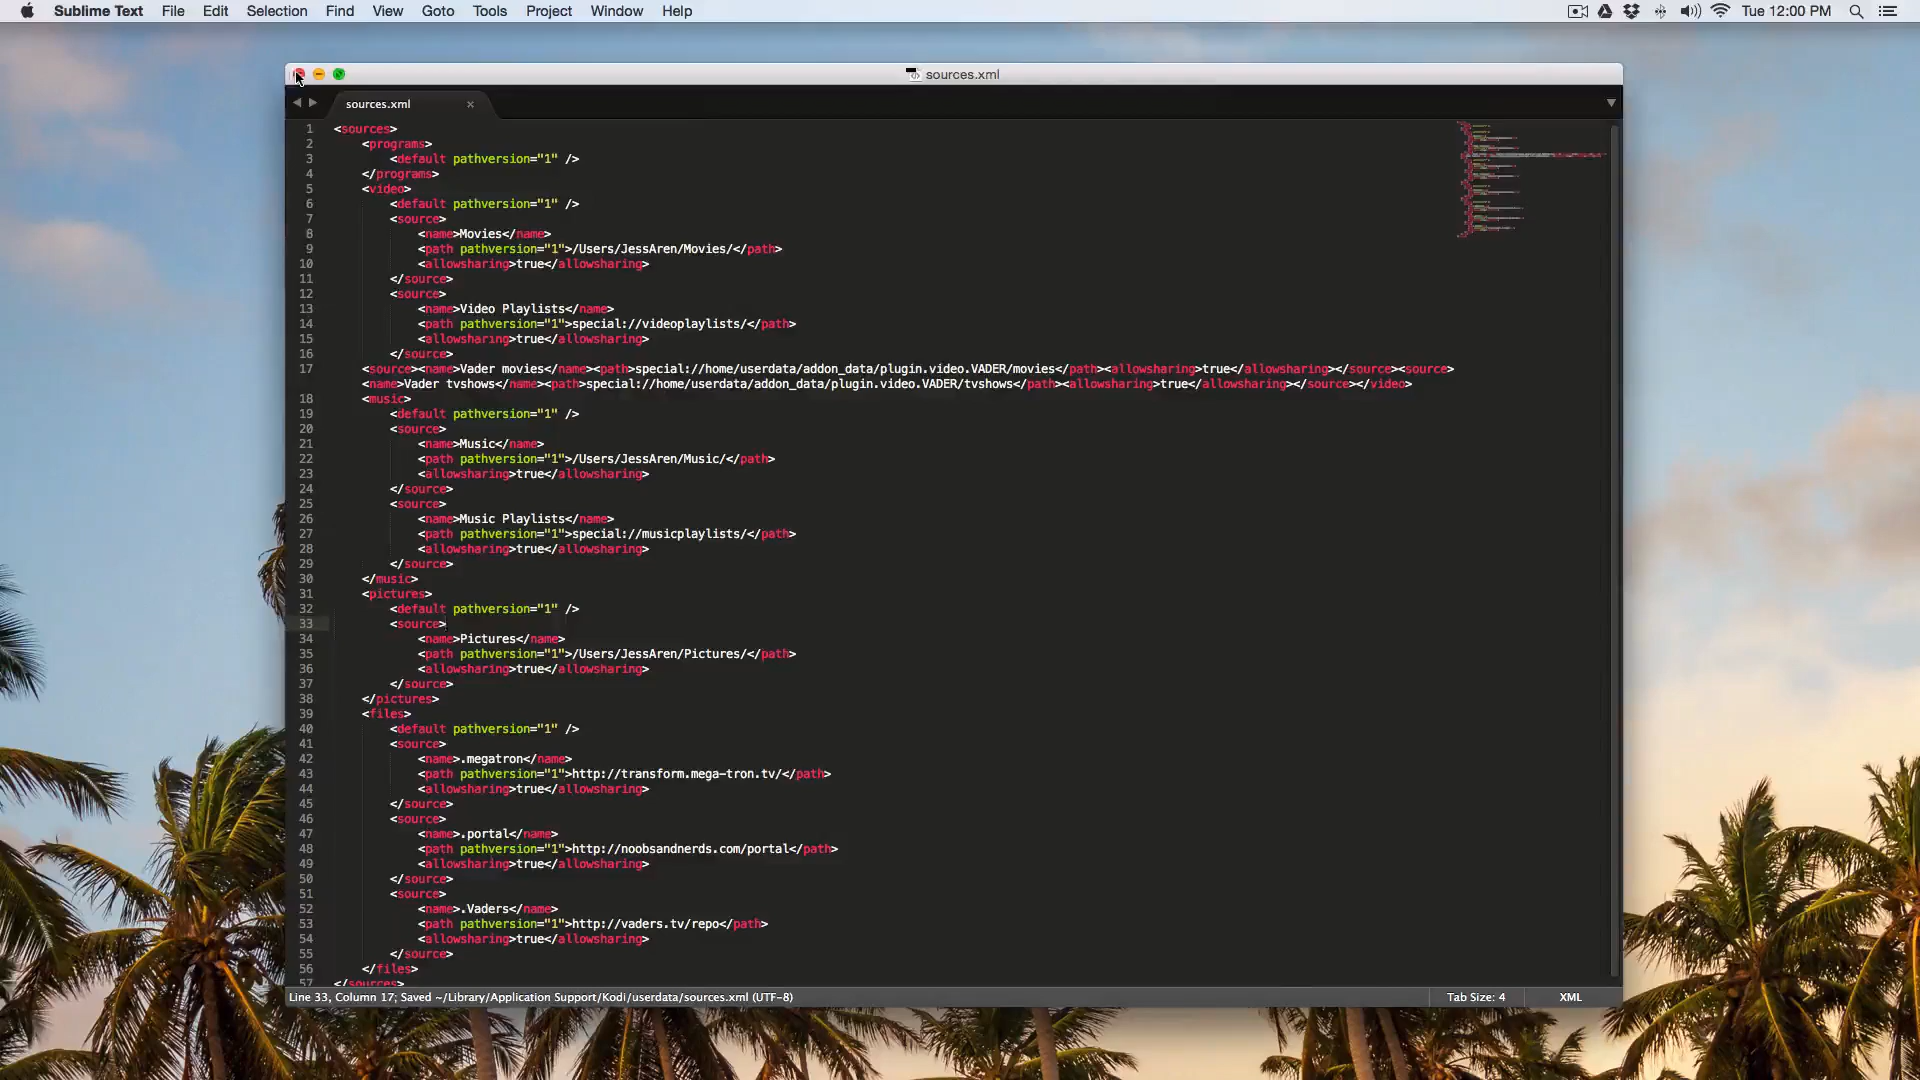 Sublime Text File Edit Selection Find View Goto Tools Project Window Help Tue 12:00 PM
sources.xml
sources.xml
1 <sources>
2 <programs>
3 <default pathversion="1" />
4 </programs>
5 <video>
6 <default pathversion="1" />
7 <source>
8 <name>Movies</name>
9 <path pathversion="1">/Users/JessAren/Movies/</path>
10 <allowsharing>true</allowsharing>
11 </source>
12 <source>
13 <name>Video Playlists</name>
14 <path pathversion="1">special://videoplaylists/</path>
15 <allowsharing>true</allowsharing>
16 </source>
17 <source><name>Vader movies</name><path>special://home/userdata/addon_data/plugin.video.VADER/movies</path><allowsharing>true</allowsharing></source><source>
<name>Vader tvshows</name><path>special://home/userdata/addon_data/plugin.video.VADER/tvshows</path><allowsharing>true</allowsharing></source></video>
18 <music>
19 <default pathversion="1" />
20 <source>
21 <name>Music</name>
22 <path pathversion="1">/Users/JessAren/Music/</path>
23 <allowsharing>true</allowsharing>
24 </source>
25 <source>
26 <name>Music Playlists</name>
27 <path pathversion="1">special://musicplaylists/</path>
28 <allowsharing>true</allowsharing>
29 </source>
30 </music>
31 <pictures>
32 <default pathversion="1" />
33 <source>
34 <name>Pictures</name>
35 <path pathversion="1">/Users/JessAren/Pictures/</path>
36 <allowsharing>true</allowsharing>
37 </source>
38 </pictures>
39 <files>
40 <default pathversion="1" />
41 <source>
42 <name>.megatron</name>
43 <path pathversion="1">http://transform.mega-tron.tv/</path>
44 <allowsharing>true</allowsharing>
45 </source>
46 <source>
47 <name>.portal</name>
48 <path pathversion="1">http://noobsandnerds.com/portal</path>
49 <allowsharing>true</allowsharing>
50 </source>
51 <source>
52 <name>.Vaders</name>
53 <path pathversion="1">http://vaders.tv/repo</path>
54 <allowsharing>true</allowsharing>
55 </source>
56 </files>
57 </sources>
Line 33, Column 17; Saved ~/Library/Application Support/Kodi/userdata/sources.xml (UTF-8) Tab Size: 4 XML